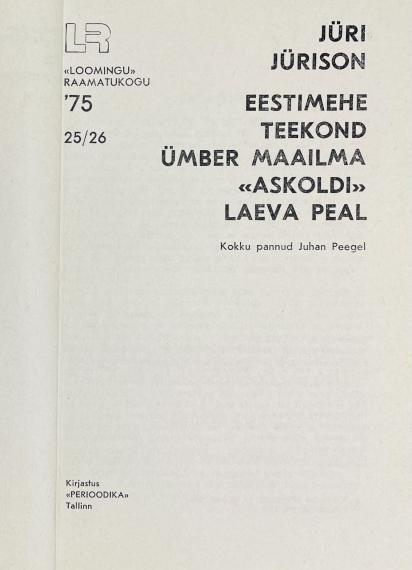 LR
«LOOMINGU»
RAAMATUKOGU
'75
25/26
JÜRI
JÜRISON
EESTIMEHE
TEEKOND
ÜMBER MAAILMA
«ASKOLDI»
LAEVA PEAL
Kokku pannud Juhan Peegel
Kirjastus
«PERIOODIKA»
Tallinn